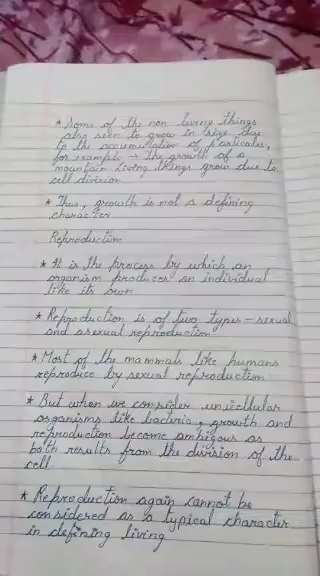 * Some of the non living things
also seen to grow in size due
to the accumulation of particales,
for example → the growth of a
mountain living things grow due to
cell division
* Thus, growth is not a defining
character
Reproduction
* It is the process by which an
organism produces an individual
like its own
* Reproduction is of two types - sexual
and asexual reproduction
* Most of the mammals like humans
reproduce by sexual reproduction
* But when we consider unicellular
organisms like bacteria, growth and
reproduction become ambigous as
both results from the division of the
cell
* Reproduction again cannot be
considered as a typical character
in defining living